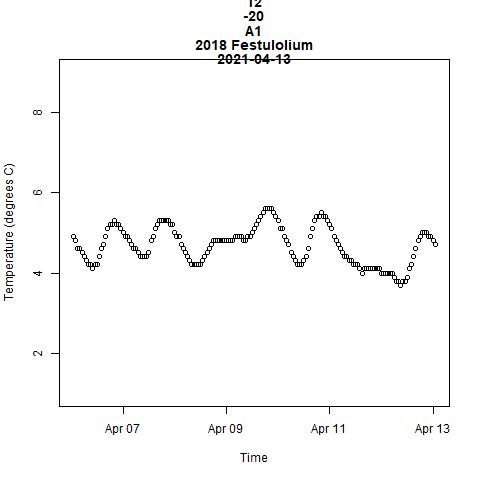 T2
-20
A1
2018 Festulolium
2021-04-13
Temperature (degrees C)
8
6
4
2
Apr 07
Apr 09
Apr 11
Apr 13
Time